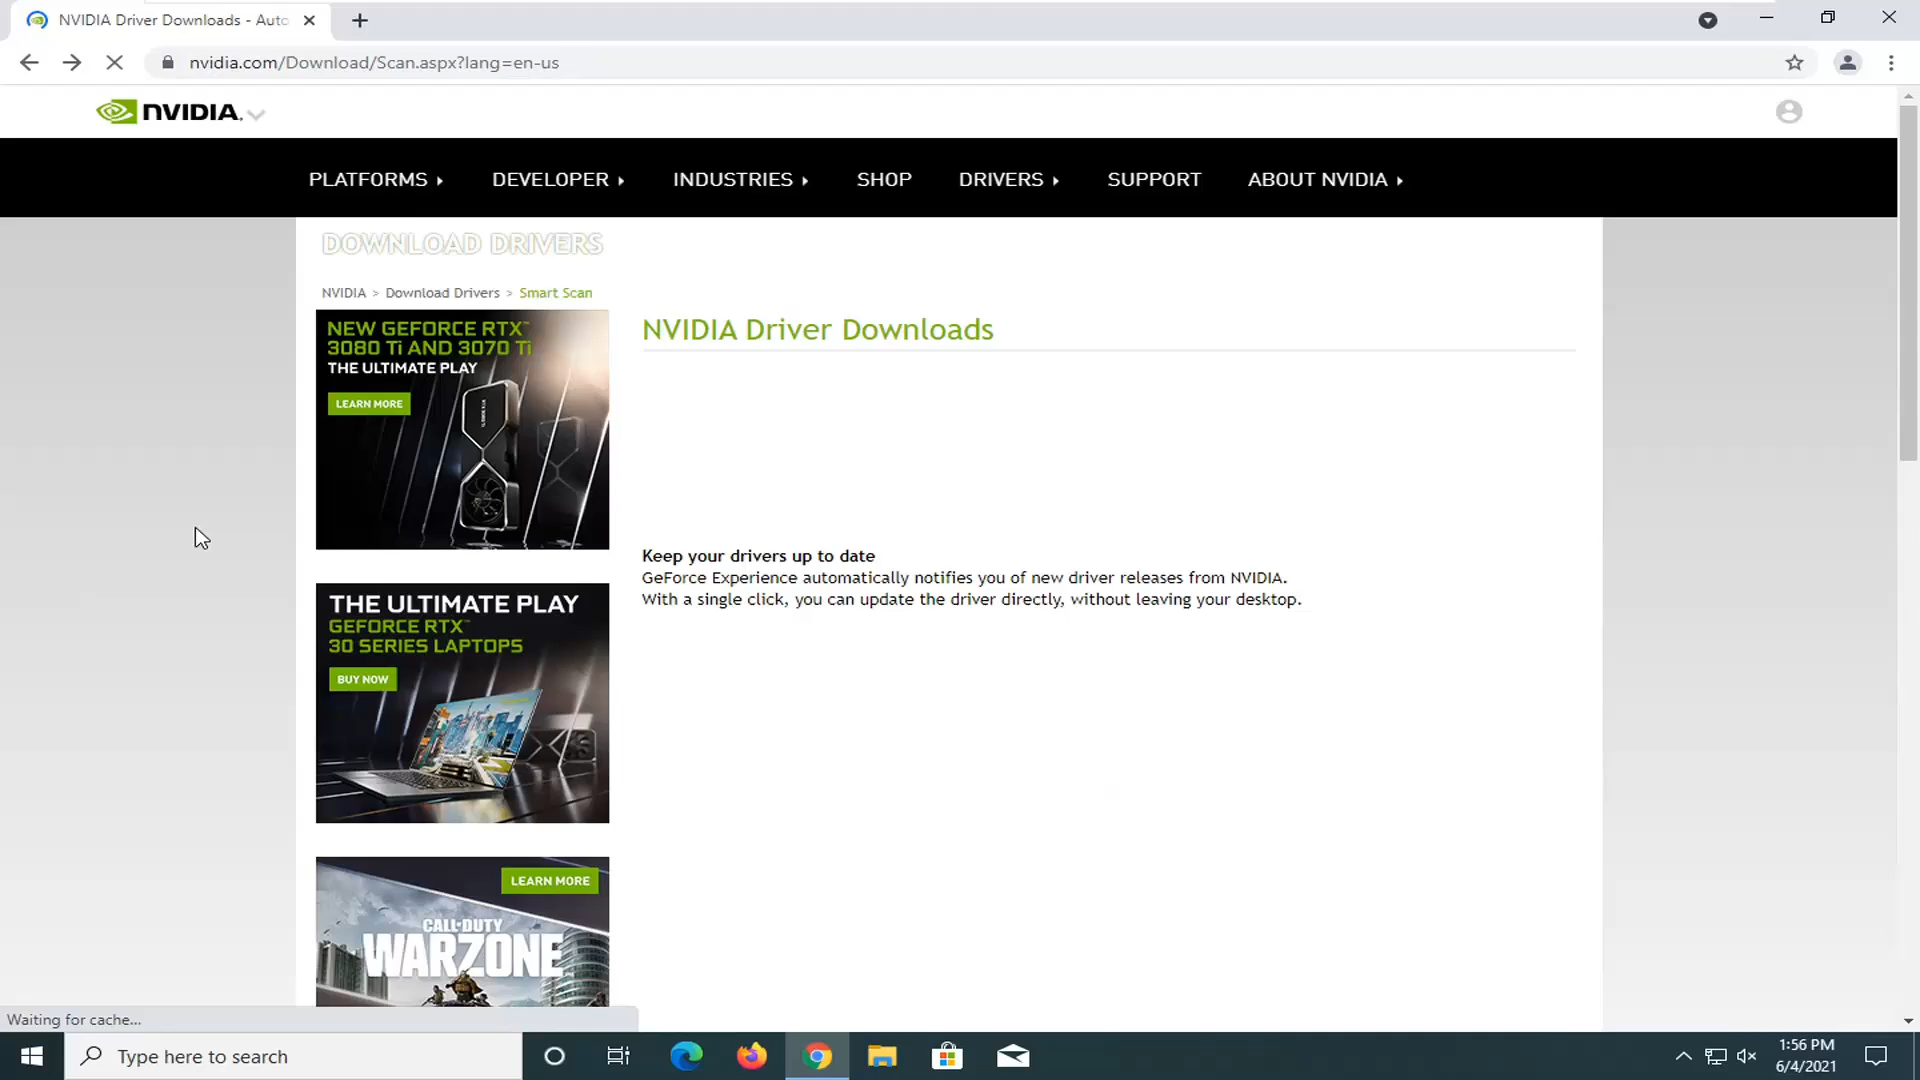 NVIDIA Driver Downloads - Auto
nvidia.com/Download/Scan.aspx?lang=en-us
NVIDIA.
PLATFORMS DEVELOPER INDUSTRIES SHOP DRIVERS SUPPORT ABOUT NVIDIA
DOWNLOAD DRIVERS
NVIDIA > Download Drivers > Smart Scan
NEW GEFORCE RTX™
3080 Ti AND 3070 Ti
THE ULTIMATE PLAY
LEARN MORE
NVIDIA Driver Downloads
Keep your drivers up to date
GeForce Experience automatically notifies you of new driver releases from NVIDIA.
With a single click, you can update the driver directly, without leaving your desktop.
THE ULTIMATE PLAY
GEFORCE RTX™
30 SERIES LAPTOPS
BUY NOW
LEARN MORE
CALL·DUTY
WARZONE
Waiting for cache...
Type here to search
1:56 PM
6/4/2021